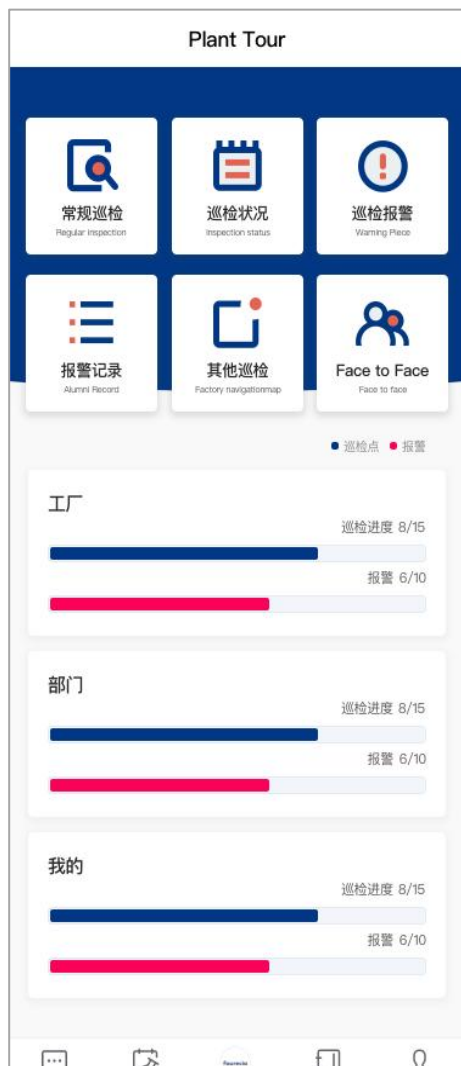 Plant Tour
常规巡检
巡检状况
巡检报警
Regular inspection
Inspection status
Warning Piece
报警记录
其他巡检
Face to Face
Alumni Record
Factory navigationmap
Face to face
巡检点 报警
工厂
巡检进度 8/15
报警 6/10
部门
巡检进度 8/15
报警 6/10
我的
巡检进度 8/15
报警 6/10
faurecia